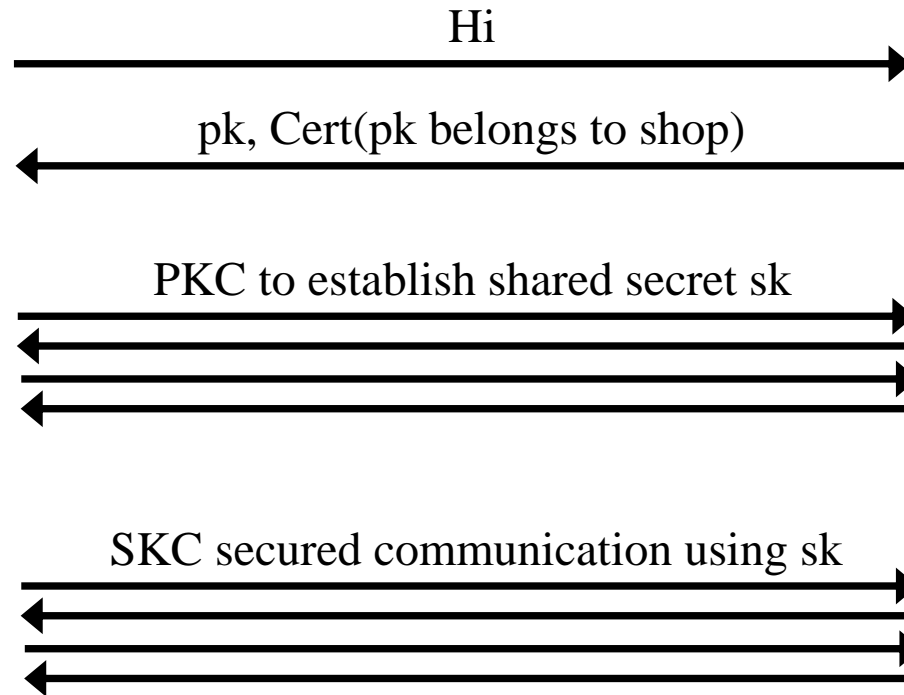 Hi
pk, Cert(pk belongs to shop)
PKC to establish shared secret sk
SKC secured communication using sk